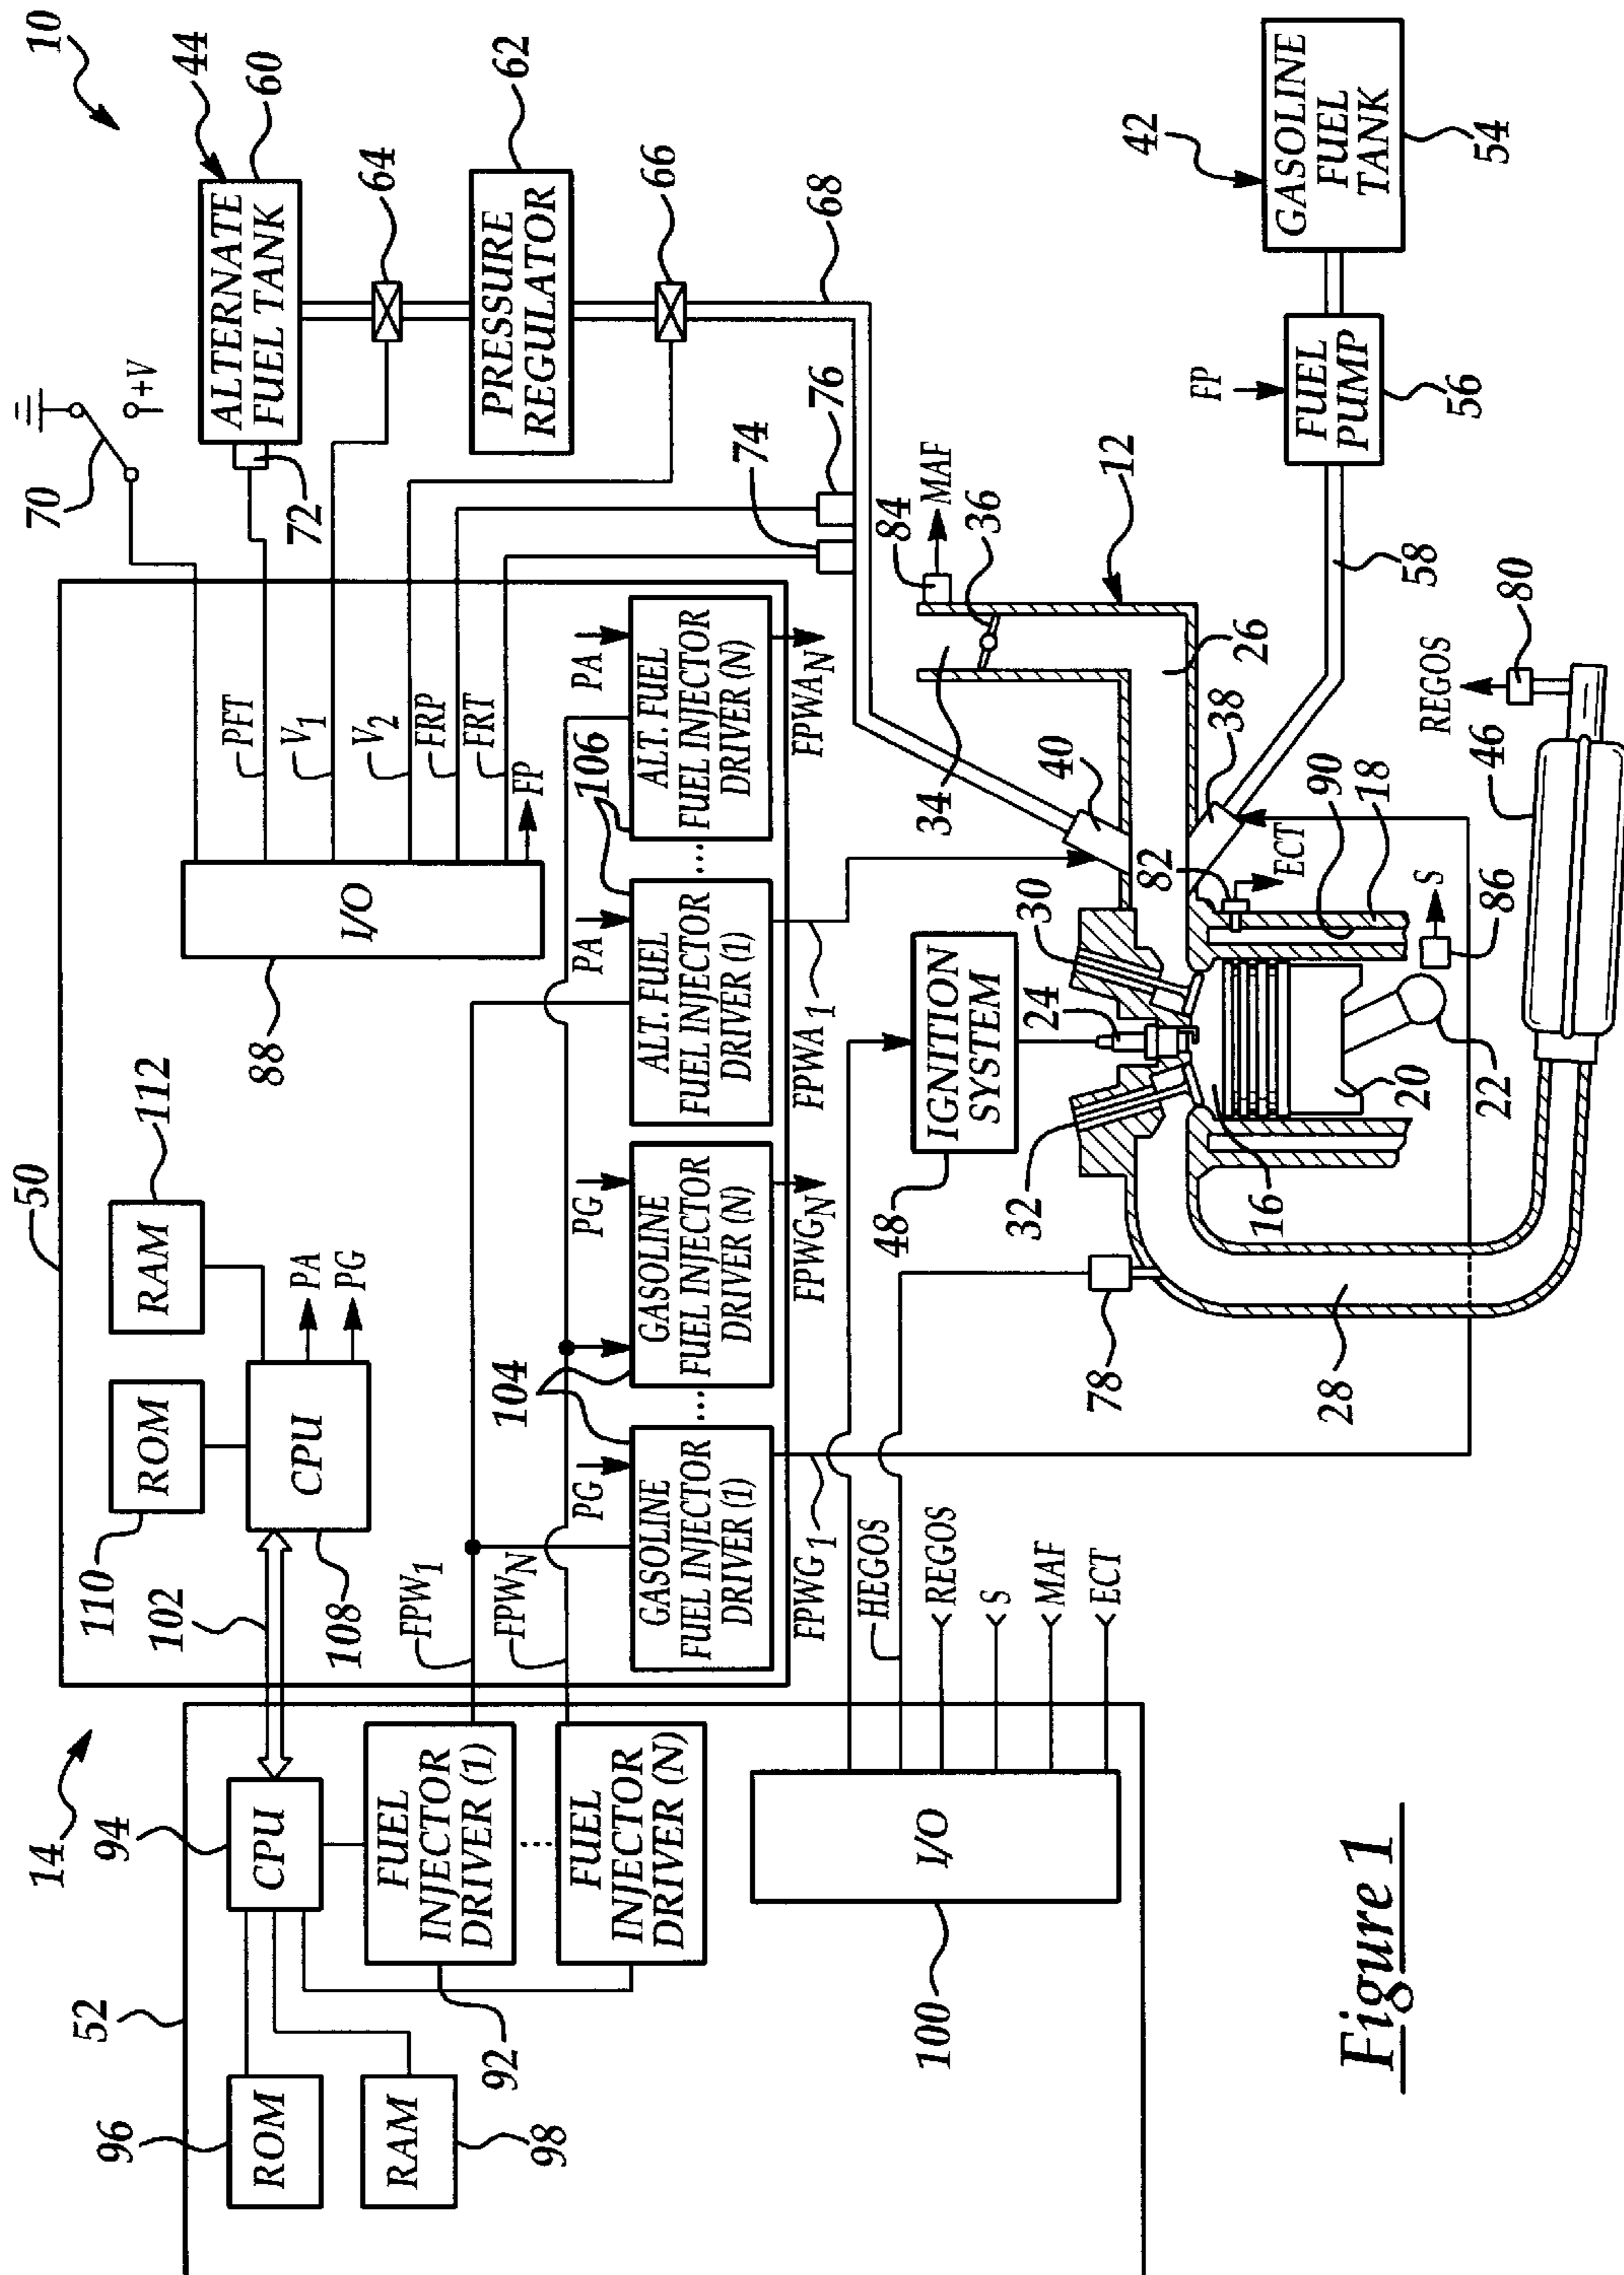 10
14
52
94
CPU
96
ROM
98
RAM
92
FUEL
INJECTOR
DRIVER (1)
FUEL
INJECTOR
DRIVER (N)
100
I/O
102
50
110
ROM
112
RAM
108
CPU
PA
PG
88
I/O
PFT
V1
V2
FRP
FRT
FP
FPW1
FPWN
104
106
PG
GASOLINE
FUEL INJECTOR
DRIVER (1)
PG
GASOLINE
FUEL INJECTOR
DRIVER (N)
PA
ALT. FUEL
FUEL INJECTOR
DRIVER (1)
PA
ALT. FUEL
FUEL INJECTOR
DRIVER (N)
FPWG1
FPWGN
FPWA1
FPWAN
HEGOS
REGOS
S
MAF
ECT
70
+V
72
44
60
ALTERNATE
FUEL TANK
64
62
PRESSURE
REGULATOR
66
68
74
76
84
MAF
36
12
34
26
40
38
48
IGNITION
SYSTEM
24
30
32
82
ECT
90
18
S
86
16
20
22
78
28
46
REGOS
80
58
FP
FUEL
PUMP
56
42
GASOLINE
FUEL
TANK
54
Figure 1